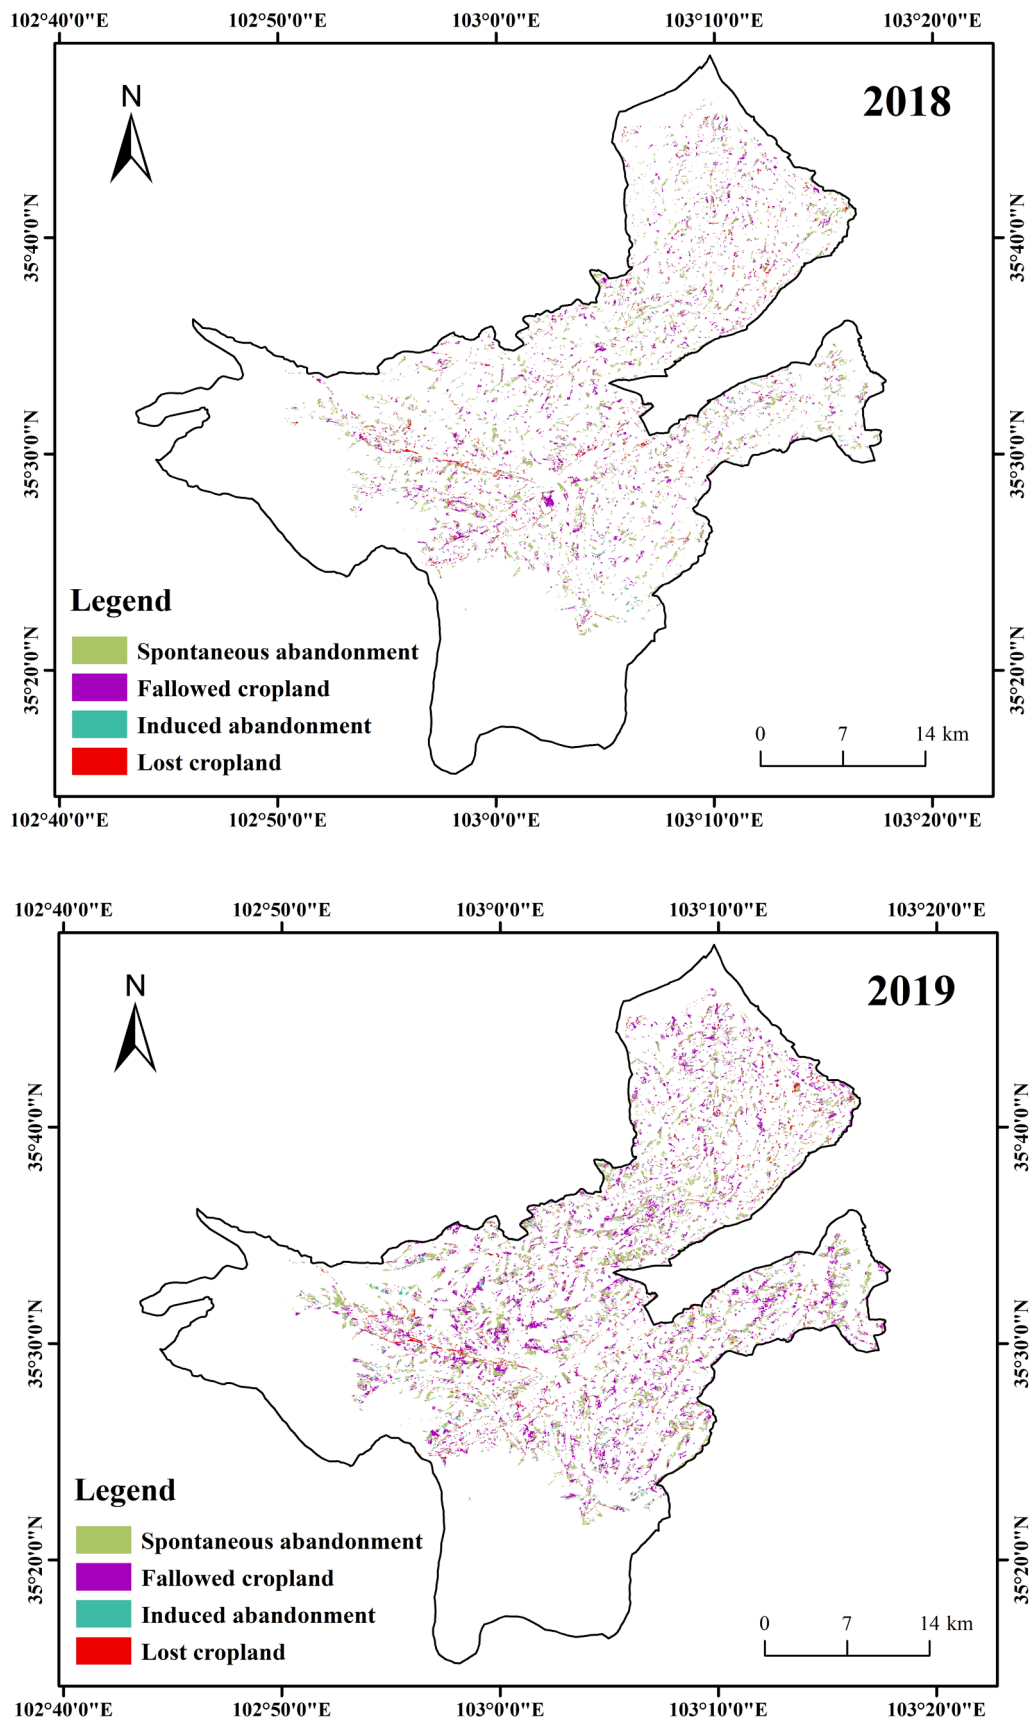 102°40'0"E 102°50'0"E 103°0'0"E 103°10'0"E 103°20'0"E
N
2018
35°40'0"N 35°40'0"N
35°30'0"N 35°30'0"N
35°20'0"N 35°20'0"N
Legend
Spontaneous abandonment
Fallowed cropland
Induced abandonment
Lost cropland
0 7 14 km
102°40'0"E 102°50'0"E 103°0'0"E 103°10'0"E 103°20'0"E
102°40'0"E 102°50'0"E 103°0'0"E 103°10'0"E 103°20'0"E
N
2019
35°40'0"N 35°40'0"N
35°30'0"N 35°30'0"N
35°20'0"N 35°20'0"N
Legend
Spontaneous abandonment
Fallowed cropland
Induced abandonment
Lost cropland
0 7 14 km
102°40'0"E 102°50'0"E 103°0'0"E 103°10'0"E 103°20'0"E